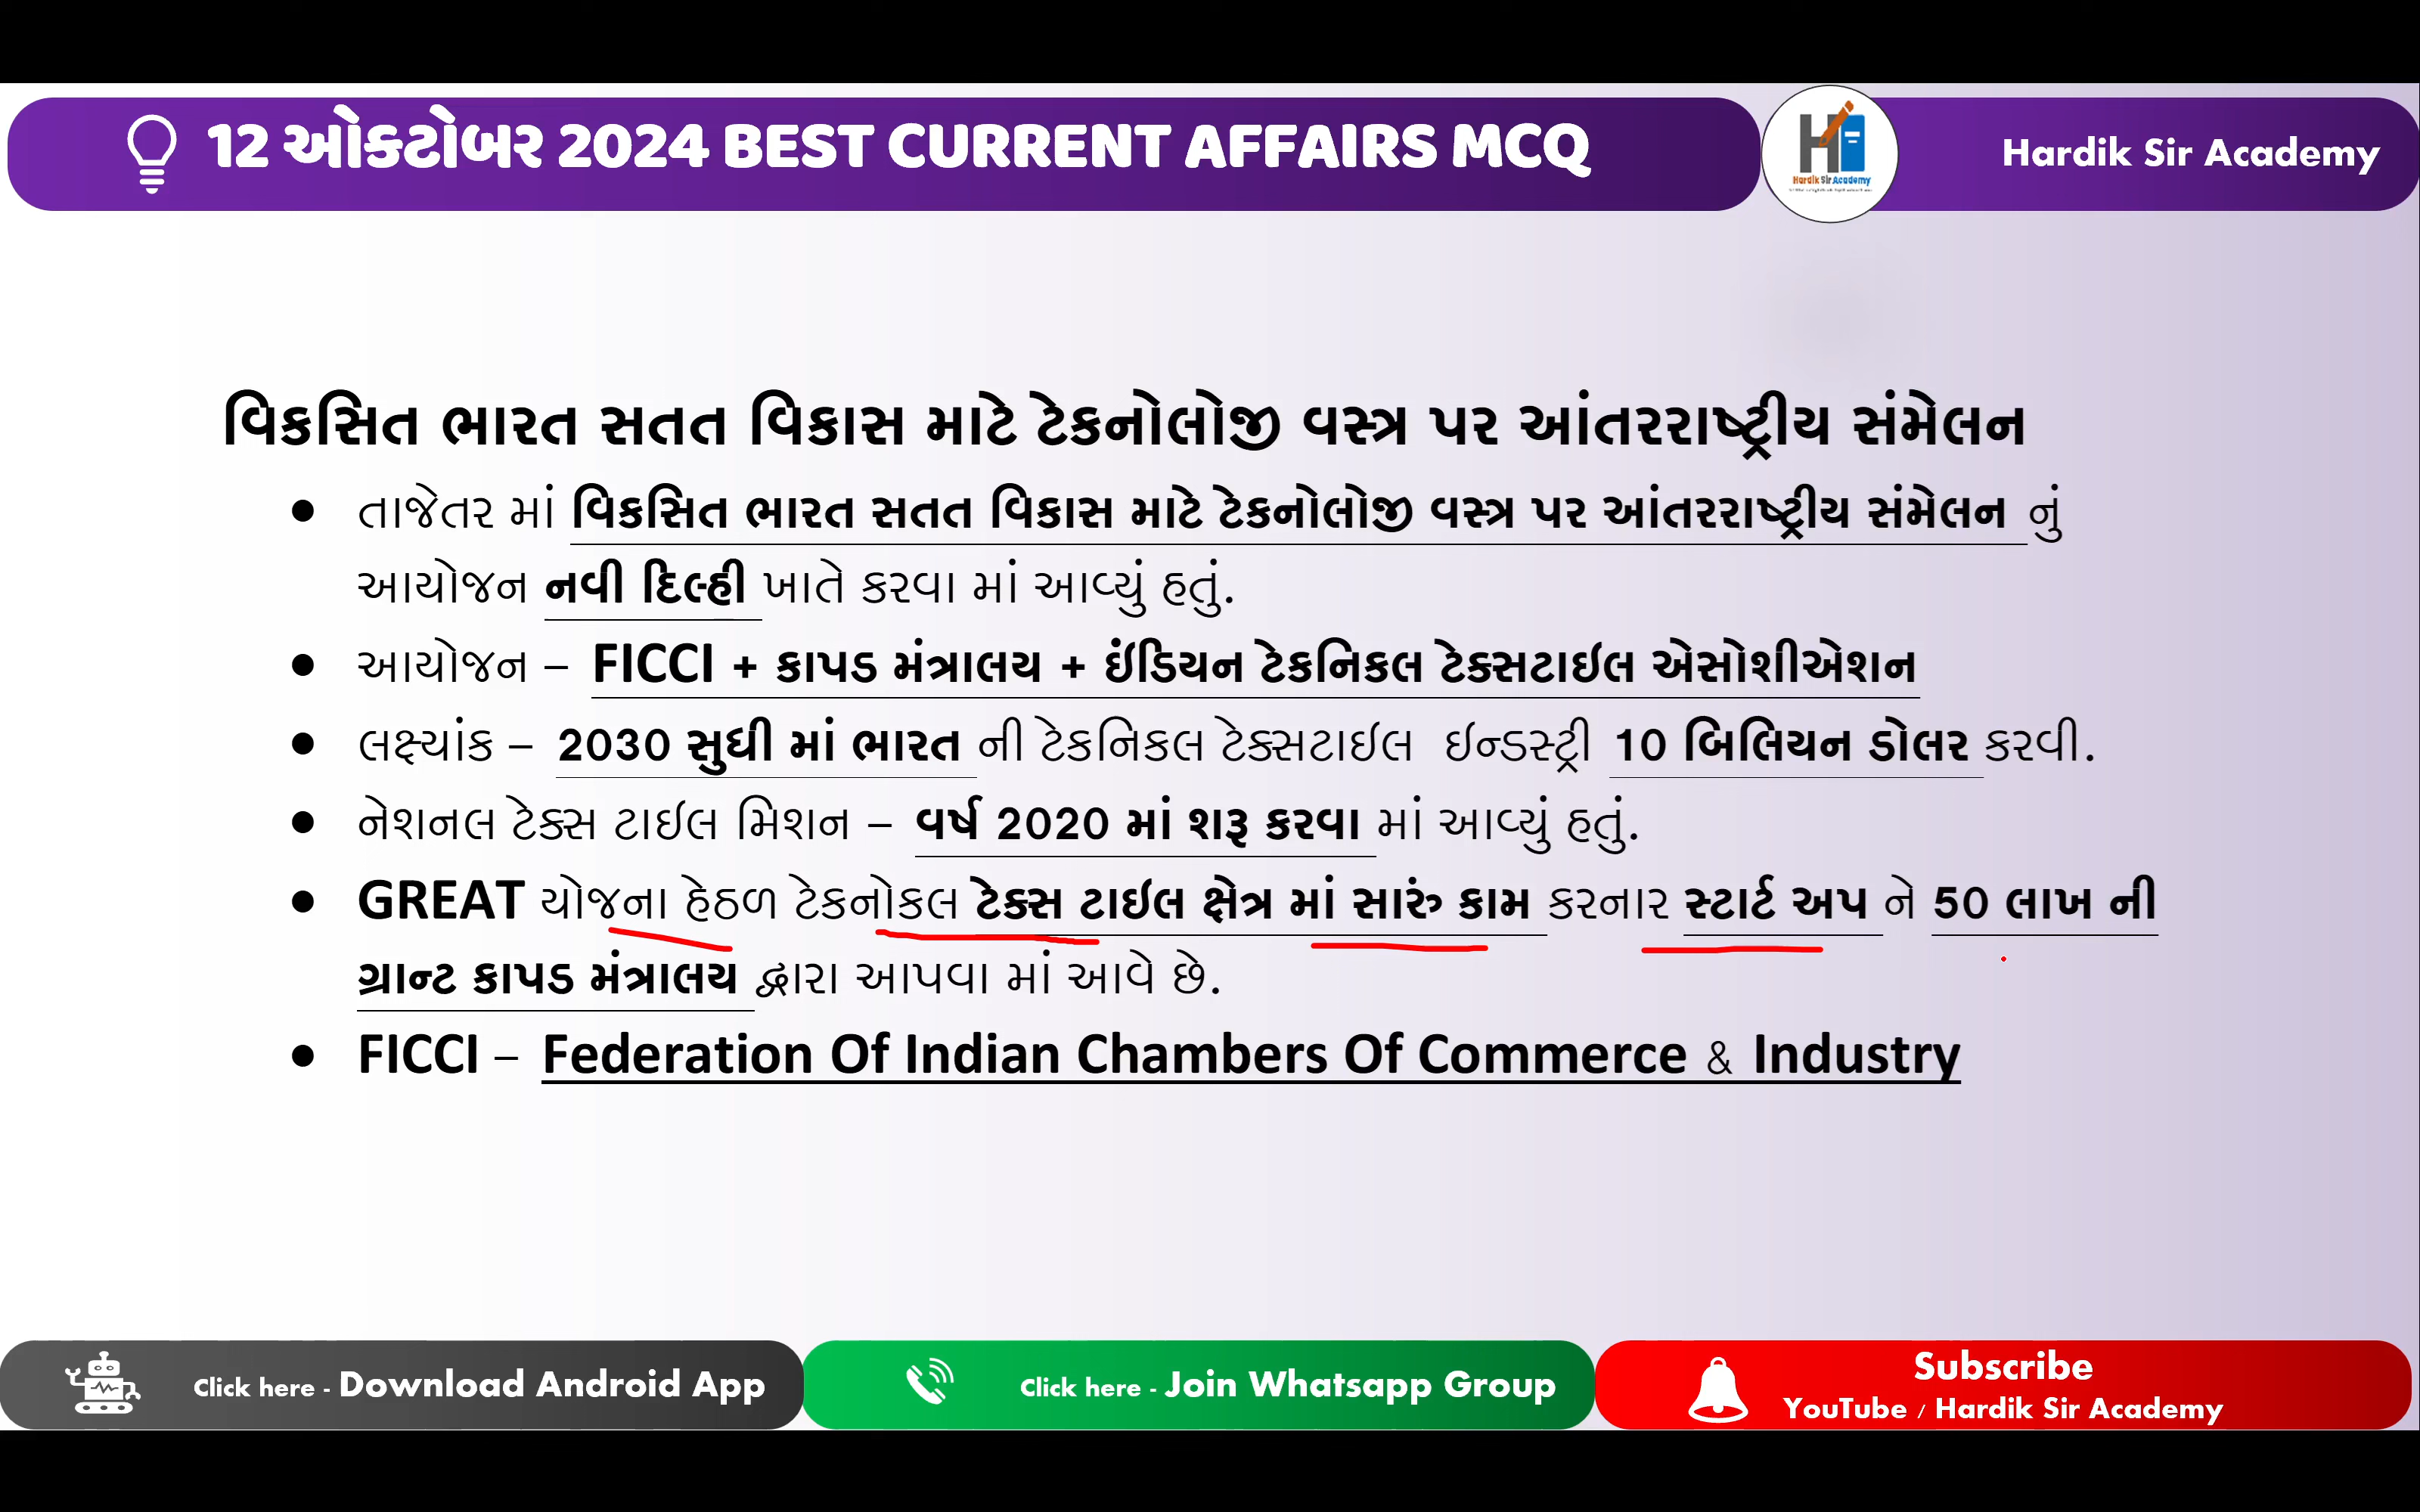 12 ઓક્ટોબર 2024 BEST CURRENT AFFAIRS MCQ
Hardik Sir Academy
Hardik Sir Academy
વિકસિત ભારત સતત વિકાસ માટે ટેકનોલોજી વસ્ત્ર પર આંતરરાષ્ટ્રીય સંમેલન
• તાજેતર માં વિકસિત ભારત સતત વિકાસ માટે ટેકનોલોજી વસ્ત્ર પર આંતરરાષ્ટ્રીય સંમેલન નું
આયોજન નવી દિલ્હી ખાતે કરવા માં આવ્યું હતું.
• આયોજન – FICCI + કાપડ મંત્રાલય + ઇંડિયન ટેકનિકલ ટેક્સટાઇલ એસોશીએશન
• લક્ષ્યાંક – 2030 સુધી માં ભારત ની ટેકનિકલ ટેક્સટાઈલ ઈન્ડસ્ટ્રી 10 બિલિયન ડોલર કરવી.
• નેશનલ ટેક્સ ટાઈલ મિશન – વર્ષ 2020 માં શરૂ કરવા માં આવ્યું હતું.
• GREAT યોજના હેઠળ ટેકનોકલ ટેક્સ ટાઇલ ક્ષેત્ર માં સારું કામ કરનાર સ્ટાર્ટ અપ ને 50 લાખ ની
ગ્રાન્ટ કાપડ મંત્રાલય દ્વારા આપવા માં આવે છે.
• FICCI – Federation Of Indian Chambers Of Commerce & Industry
Click here - Download Android App
Click here - Join Whatsapp Group
Subscribe
YouTube / Hardik Sir Academy